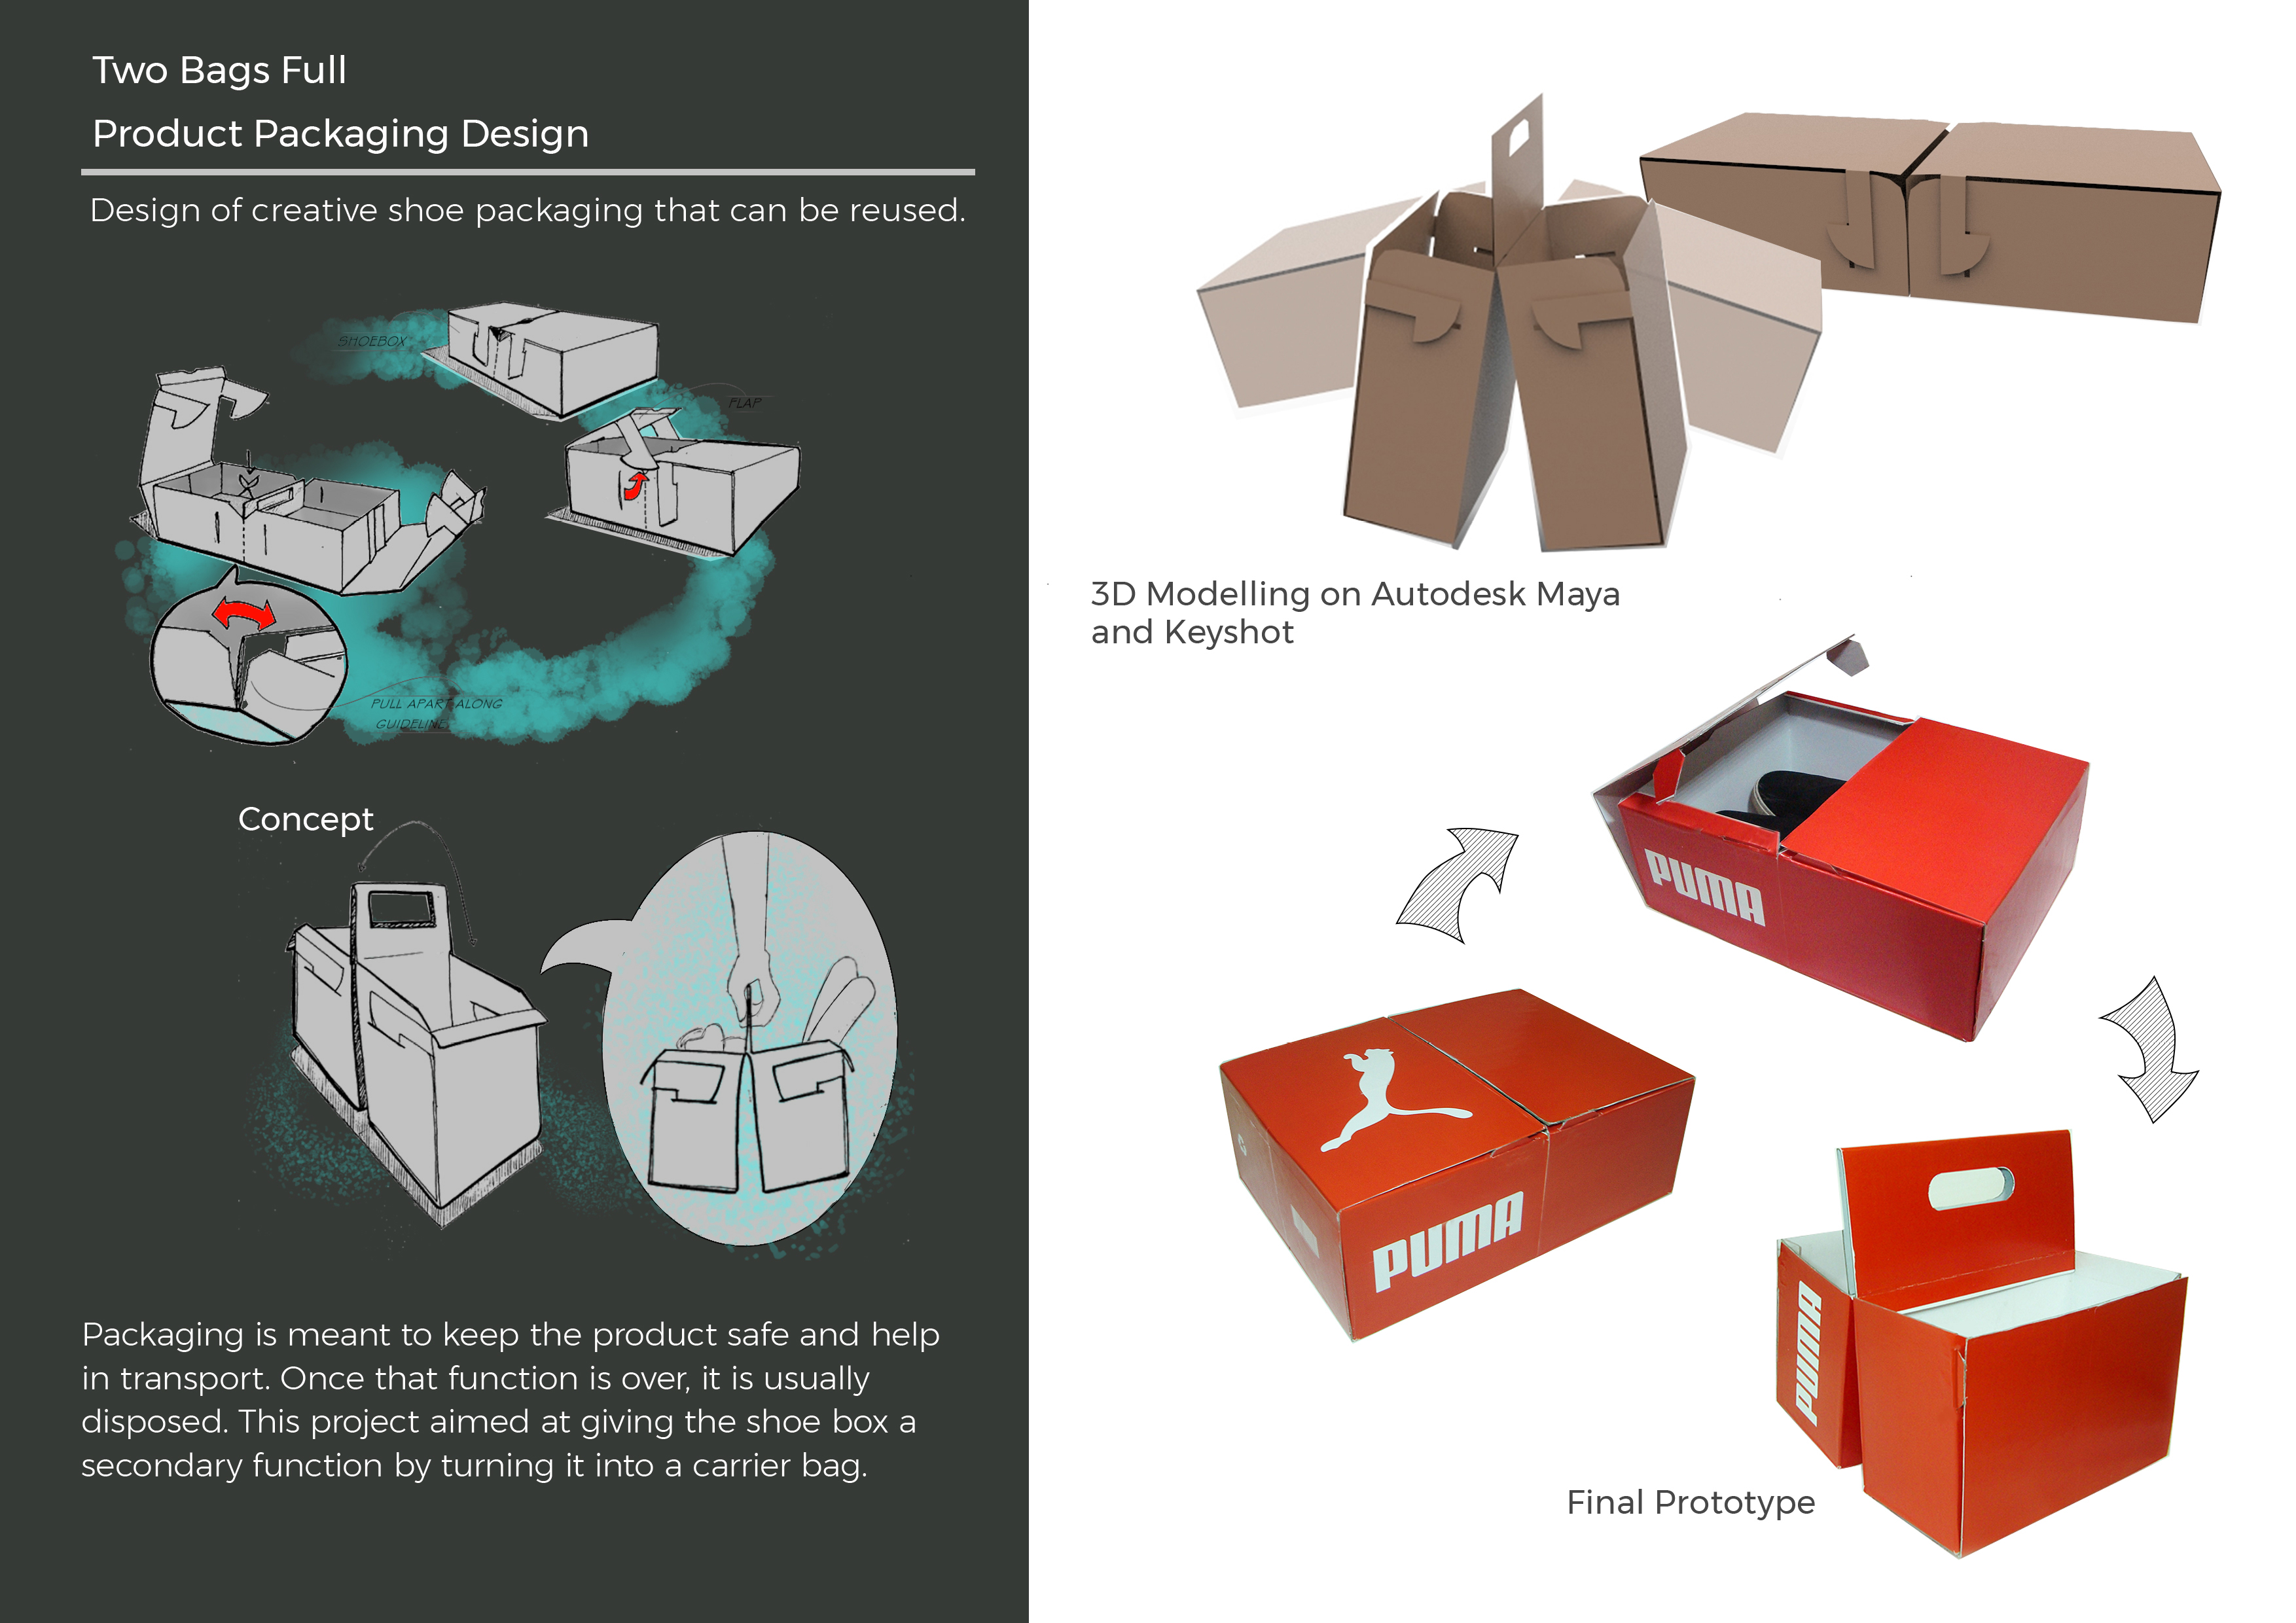 Two Bags Full
Product Packaging Design
Design of creative shoe packaging that can be reused.
SHOEBOX
FLAP
PULL APART ALONG
GUIDELINE
Concept
Packaging is meant to keep the product safe and help
in transport. Once that function is over, it is usually
disposed. This project aimed at giving the shoe box a
secondary function by turning it into a carrier bag.
3D Modelling on Autodesk Maya
and Keyshot
PUMA
PUMA
PUMA
Final Prototype